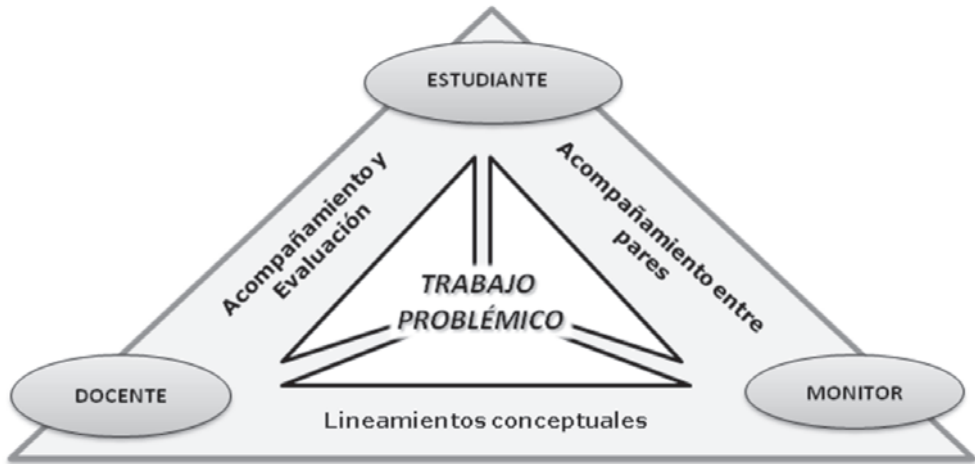 ESTUDIANTE
Acompañamiento y
Evaluación
Acompañamiento entre
pares
TRABAJO
PROBLÉMICO
DOCENTE
MONITOR
Lineamientos conceptuales